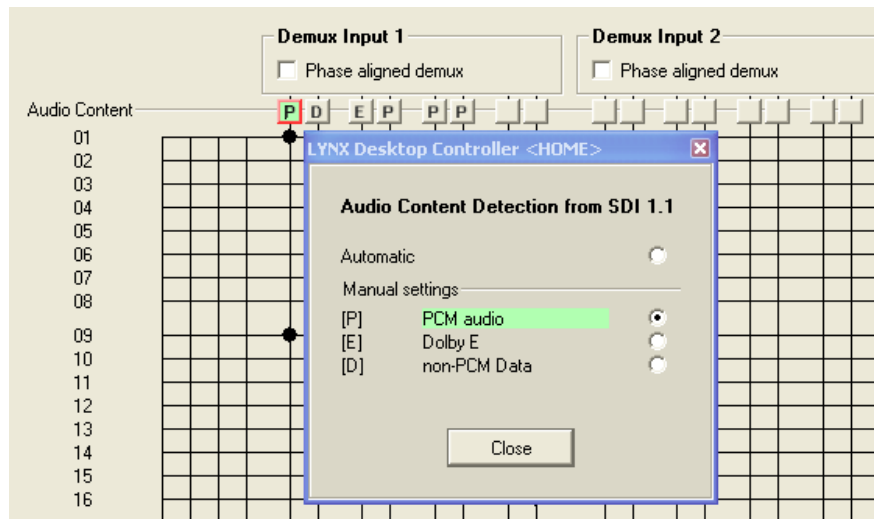 Demux Input 1 Demux Input 2
Phase aligned demux Phase aligned demux
Audio Content P D E P P P
01
LYNX Desktop Controller <HOME>
02
03
04 Audio Content Detection from SDI 1.1
05
06 Automatic
07
Manual settings
08
[P] PCM audio
09
[E] Dolby E
10 [D] non-PCM Data
11
12
13
14 Close
15
16